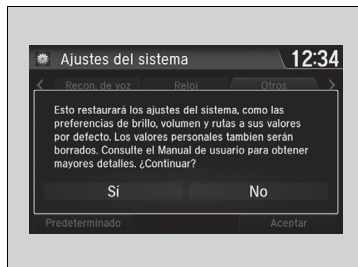 Ajustes del sistema
12:34
Recon. de voz
Reloj
Otros
Esto restaurará los ajustes del sistema, como las
preferencias de brillo, volumen y rutas a sus valores
por defecto. Los valores personales tambien serán
borrados. Consulte el Manual de usuario para obtener
mayores detalles. ¿Continuar?
Sí
No
Predeterminado
Aceptar